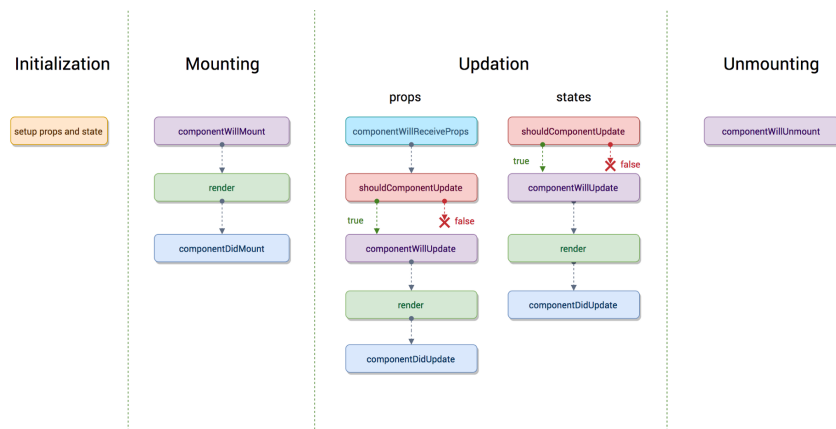 Initialization
Mounting
Updation
Unmounting
props
states
setup props and state
componentWillMount
render
componentDidMount
componentWillReceiveProps
shouldComponentUpdate
true
false
componentWillUpdate
render
componentDidUpdate
shouldComponentUpdate
true
false
componentWillUpdate
render
componentDidUpdate
componentWillUnmount